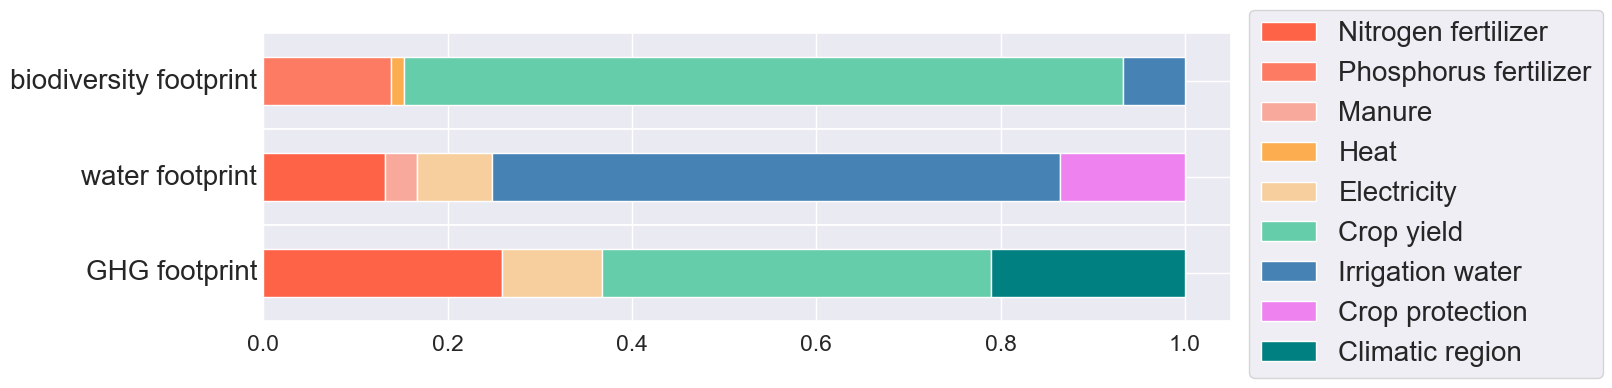 biodiversity footprint
water footprint
GHG footprint
0.0 0.2 0.4 0.6 0.8 1.0
Nitrogen fertilizer
Phosphorus fertilizer
Manure
Heat
Electricity
Crop yield
Irrigation water
Crop protection
Climatic region